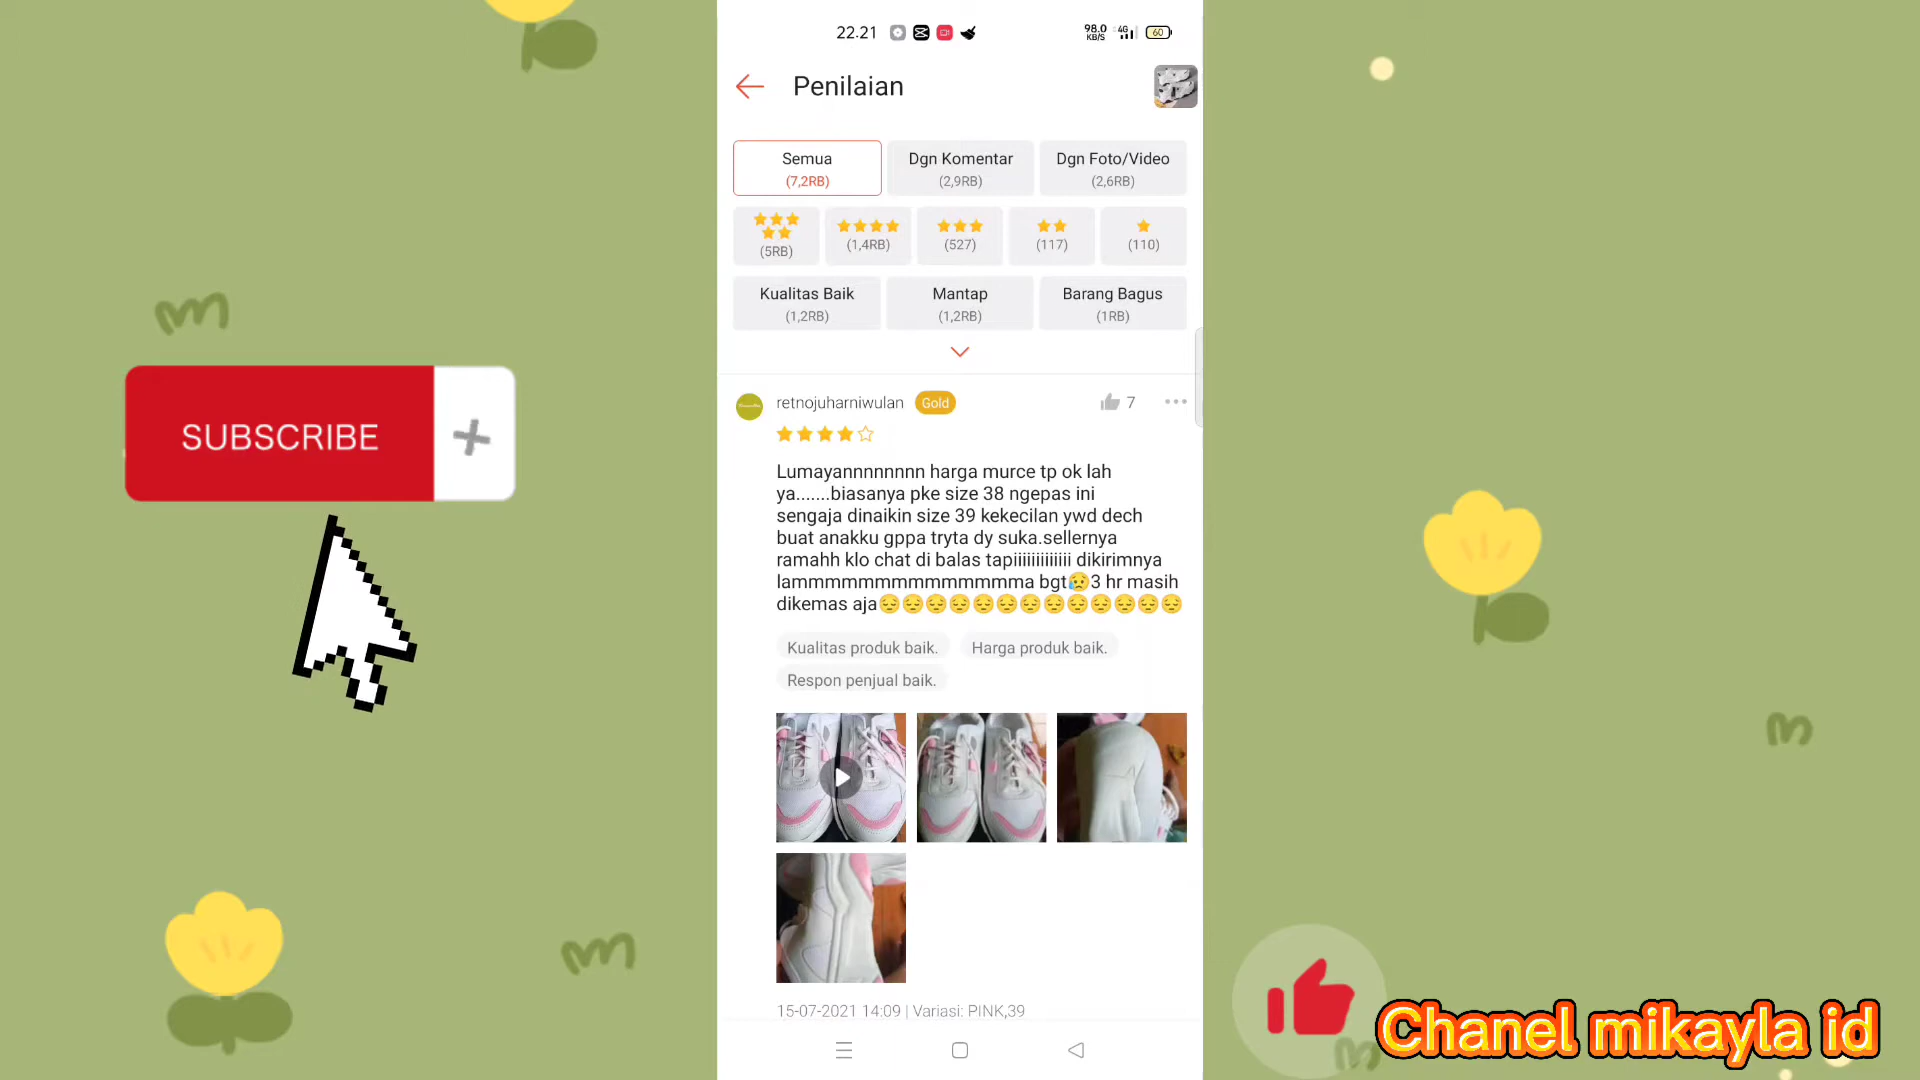 22.21
98.0
KB/S
4G
60
Penilaian
Semua
(7,2RB)
Dgn Komentar
(2,9RB)
Dgn Foto/Video
(2,6RB)
(5RB)
(1,4RB)
(527)
(117)
(110)
Kualitas Baik
(1,2RB)
Mantap
(1,2RB)
Barang Bagus
(1RB)
SUBSCRIBE
retnojuharniwulan
Gold
7
Lumayannnnnnnn harga murce tp ok lah
ya.......biasanya pke size 38 ngepas ini
sengaja dinaikin size 39 kekecilan ywd dech
buat anakku gppa tryta dy suka.sellernya
ramahh klo chat di balas tapiiiiiiiiiiiii dikirimnya
lammmmmmmmmmmmmma bgt😥3 hr masih
dikemas aja😔😔😔😔😔😔😔😔😔😔😔😔😔
Kualitas produk baik.
Harga produk baik.
Respon penjual baik.
15-07-2021 14:09 | Variasi: PINK,39
Chanel mikayla id